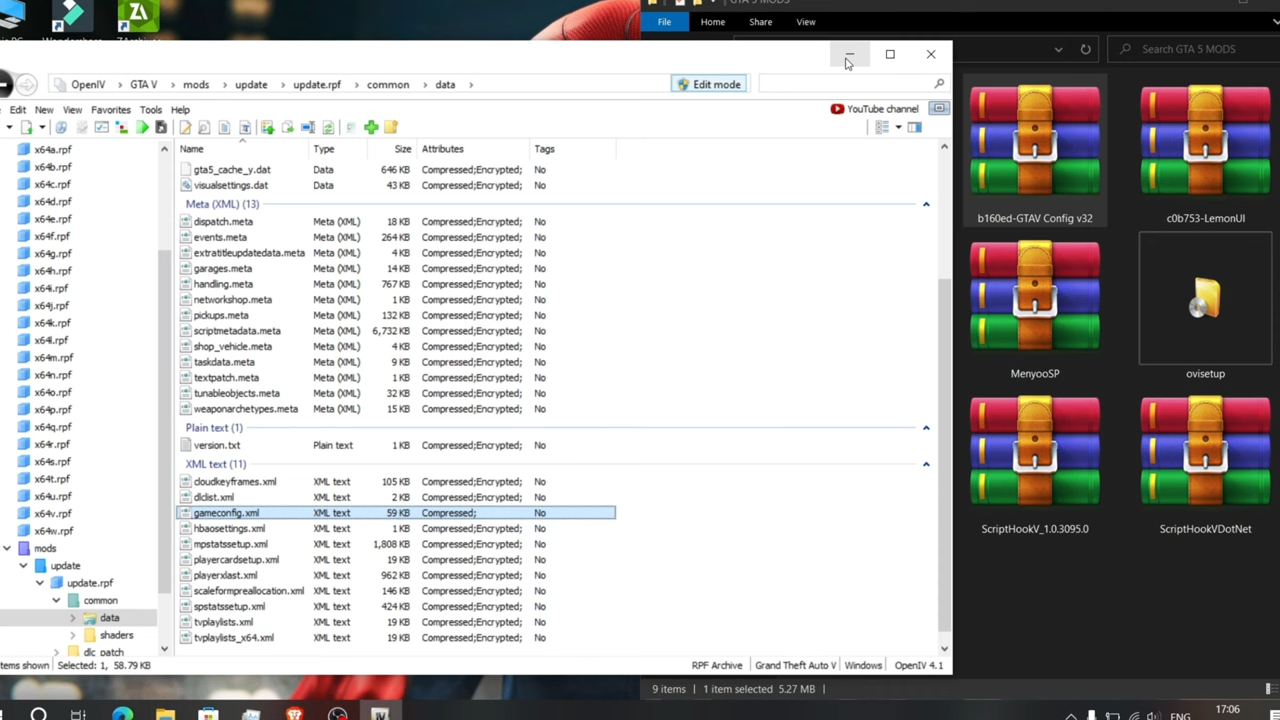 Wondershare
ZArchiver
GTA 5 MODS
File Home Share View
Search GTA 5 MODS
OpenIV GTA V mods update update.rpf common data
Edit mode
Edit New View Favorites Tools Help
YouTube channel
Name Type Size Attributes Tags
x64a.rpf
x64b.rpf
x64c.rpf
x64d.rpf
x64e.rpf
x64f.rpf
x64g.rpf
x64h.rpf
x64i.rpf
x64j.rpf
x64k.rpf
x64l.rpf
x64m.rpf
x64n.rpf
x64o.rpf
x64p.rpf
x64q.rpf
x64r.rpf
x64s.rpf
x64t.rpf
x64u.rpf
x64v.rpf
x64w.rpf
mods
update
update.rpf
common
data
shaders
dlc_patch
gta5_cache_y.dat Data 646 KB Compressed;Encrypted; No
visualsettings.dat Data 43 KB Compressed;Encrypted; No
Meta (XML) (13)
dispatch.meta Meta (XML) 18 KB Compressed;Encrypted; No
events.meta Meta (XML) 264 KB Compressed;Encrypted; No
extratitleupdatedata.meta Meta (XML) 4 KB Compressed;Encrypted; No
garages.meta Meta (XML) 14 KB Compressed;Encrypted; No
handling.meta Meta (XML) 767 KB Compressed;Encrypted; No
networkshop.meta Meta (XML) 1 KB Compressed;Encrypted; No
pickups.meta Meta (XML) 132 KB Compressed;Encrypted; No
scriptmetadata.meta Meta (XML) 6,732 KB Compressed;Encrypted; No
shop_vehicle.meta Meta (XML) 4 KB Compressed;Encrypted; No
taskdata.meta Meta (XML) 9 KB Compressed;Encrypted; No
textpatch.meta Meta (XML) 1 KB Compressed;Encrypted; No
tunableobjects.meta Meta (XML) 32 KB Compressed;Encrypted; No
weaponarchetypes.meta Meta (XML) 15 KB Compressed;Encrypted; No
Plain text (1)
version.txt Plain text 1 KB Compressed;Encrypted; No
XML text (11)
cloudkeyframes.xml XML text 105 KB Compressed;Encrypted; No
dlclist.xml XML text 2 KB Compressed;Encrypted; No
gameconfig.xml XML text 59 KB Compressed; No
hbaosettings.xml XML text 1 KB Compressed;Encrypted; No
mpstatssetup.xml XML text 1,808 KB Compressed;Encrypted; No
playercardsetup.xml XML text 19 KB Compressed;Encrypted; No
playerxlast.xml XML text 962 KB Compressed;Encrypted; No
scaleformpreallocation.xml XML text 146 KB Compressed;Encrypted; No
spstatssetup.xml XML text 424 KB Compressed;Encrypted; No
tvplaylists.xml XML text 19 KB Compressed;Encrypted; No
tvplaylists_x64.xml XML text 19 KB Compressed;Encrypted; No
tems shown Selected: 1, 58.79 KB
RPF Archive Grand Theft Auto V Windows OpenIV 4.1
b160ed-GTAV Config v32
c0b753-LemonUI
MenyooSP
ovisetup
ScriptHookV_1.0.3095.0
ScriptHookVDotNet
9 items 1 item selected 5.27 MB
ENG
17:06